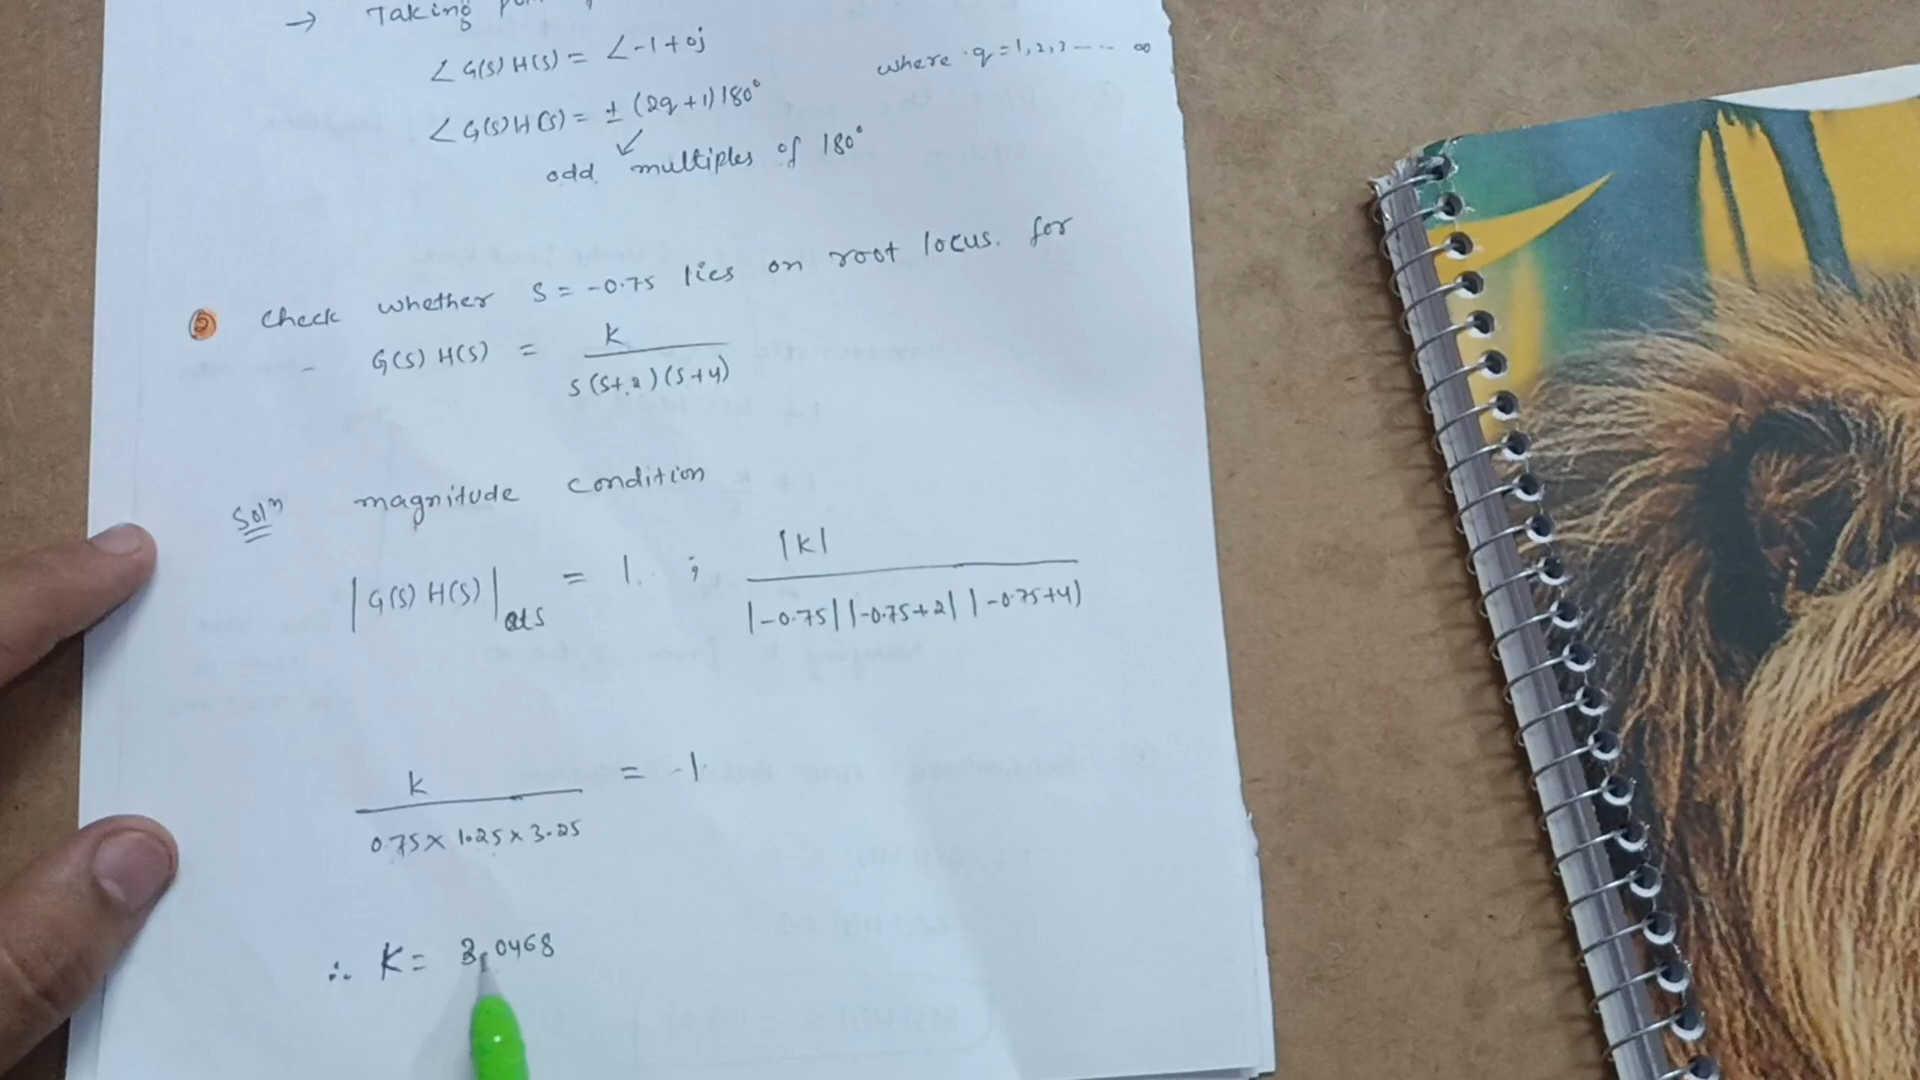 → Taking
∠G(s)H(s) = ∠-1+0j
∠G(s)H(s) = ±(2q+1)180° where q=1,2,3---- ∞
odd multiples of 180°
② Check whether S = -0.75 lies on root locus. for
G(s) H(s) = K / s(s+2)(s+4)
Solⁿ magnitude condition
|G(s) H(s)| at s = 1. ; |K| / |-0.75| |-0.75+2| |-0.75+4|
K / 0.75 x 1.25 x 3.25 = -1.
∴ K = 3.0468